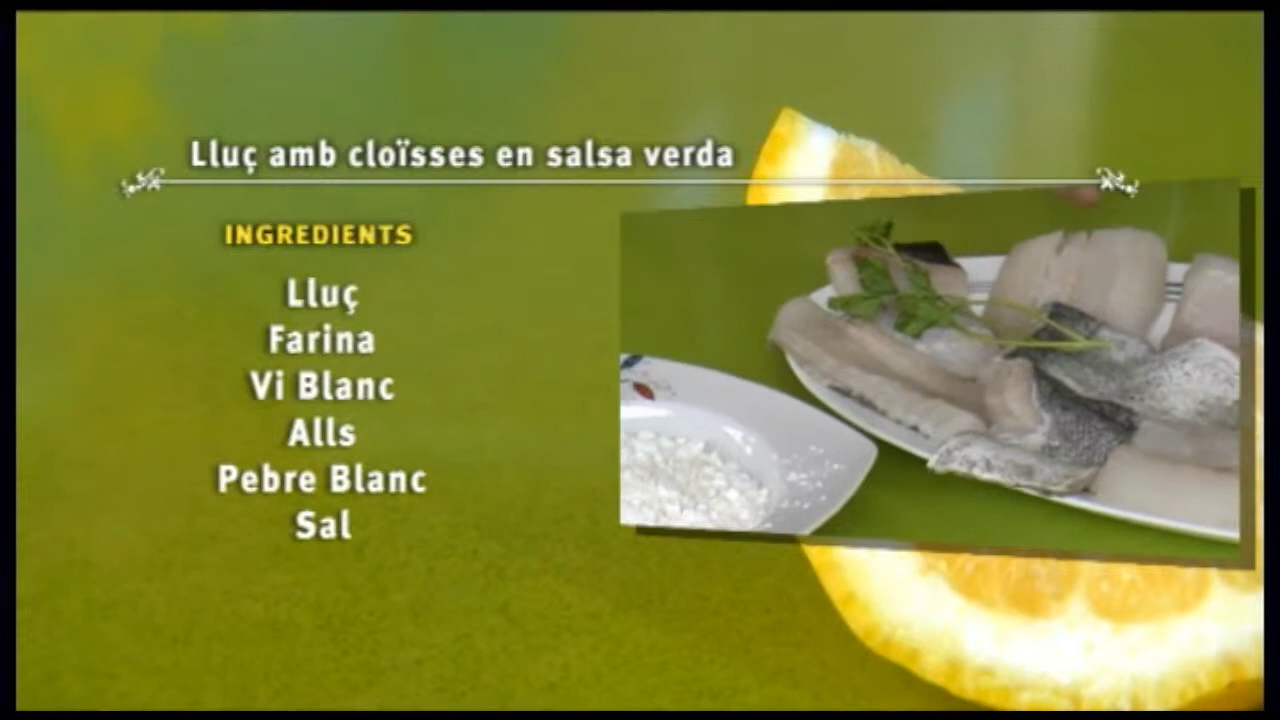 Lluç amb cloïsses en salsa verda
INGREDIENTS
Lluç
Farina
Vi Blanc
Alls
Pebre Blanc
Sal